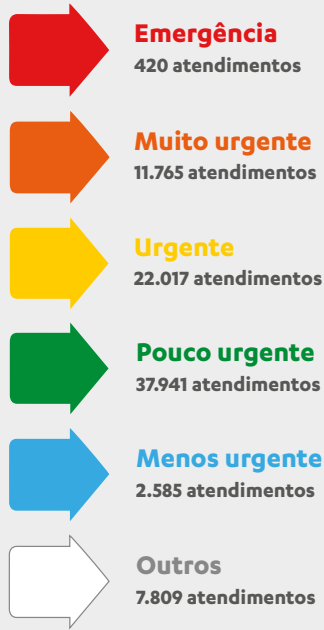 Emergência
420 atendimentos
Muito urgente
11.765 atendimentos
Urgente
22.017 atendimentos
Pouco urgente
37.941 atendimentos
Menos urgente
2.585 atendimentos
Outros
7.809 atendimentos